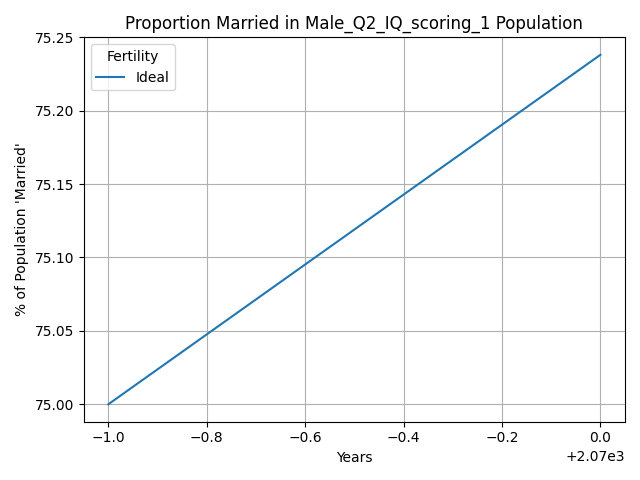 Proportion Married in Male_Q2_IQ_scoring_1 Population
75.25
Fertility
Ideal
75.20
75.15
75.10
75.05
75.00
% of Population 'Married'
−1.0 −0.8 −0.6 −0.4 −0.2 0.0
Years
+2.07e3